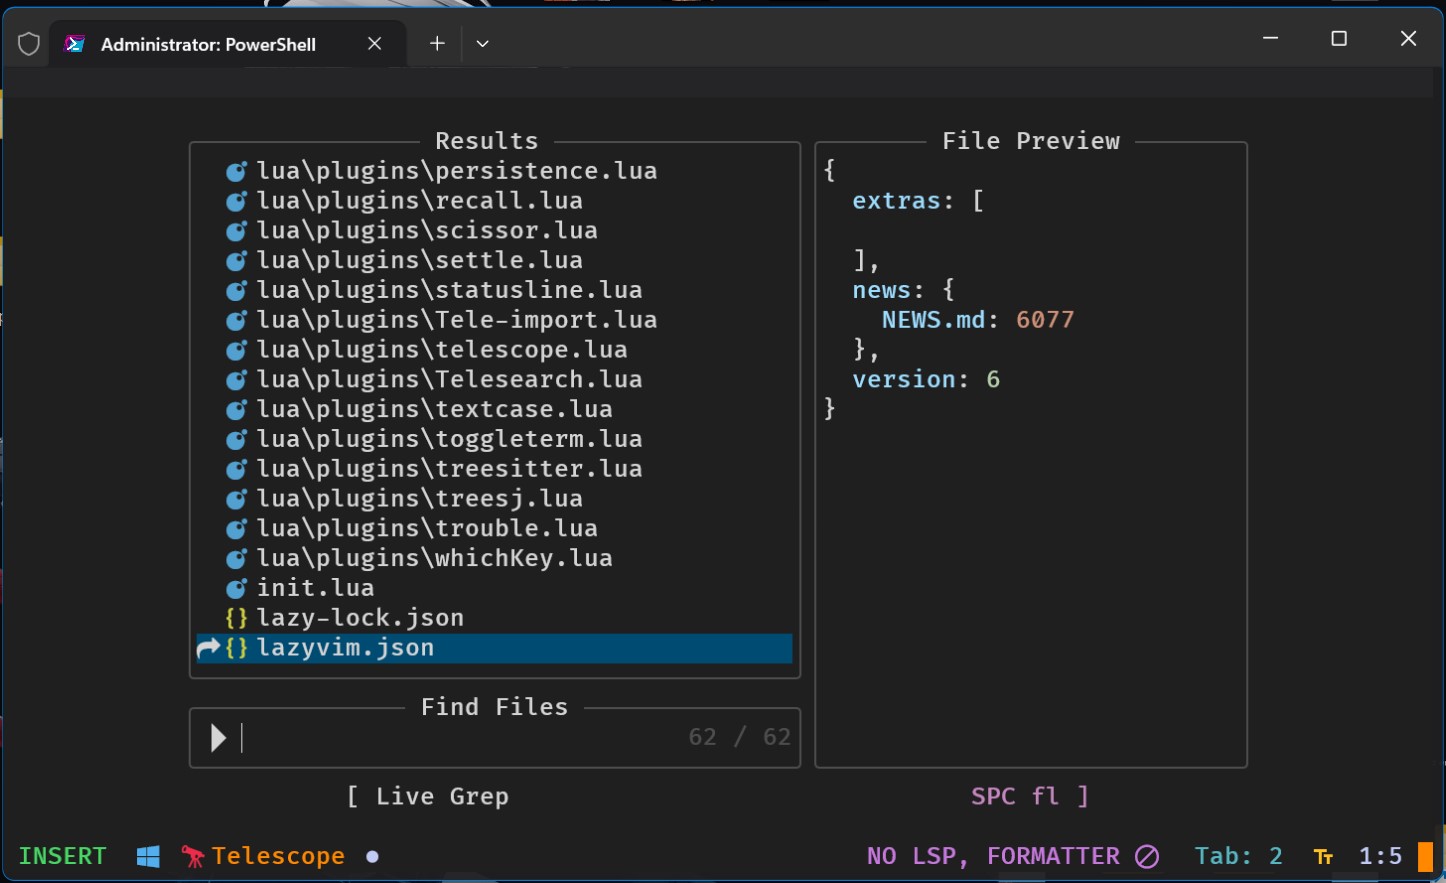 Administrator: PowerShell
Results
lua\plugins\persistence.lua
lua\plugins\recall.lua
lua\plugins\scissor.lua
lua\plugins\settle.lua
lua\plugins\statusline.lua
lua\plugins\Tele-import.lua
lua\plugins\telescope.lua
lua\plugins\Telesearch.lua
lua\plugins\textcase.lua
lua\plugins\toggleterm.lua
lua\plugins\treesitter.lua
lua\plugins\treesj.lua
lua\plugins\trouble.lua
lua\plugins\whichKey.lua
init.lua
{} lazy-lock.json
{} lazyvim.json
File Preview
{
  extras: [

  ],
  news: {
    NEWS.md: 6077
  },
  version: 6
}
Find Files
62 / 62
[ Live Grep SPC fl ]
INSERT Telescope NO LSP, FORMATTER Tab: 2 TT 1:5